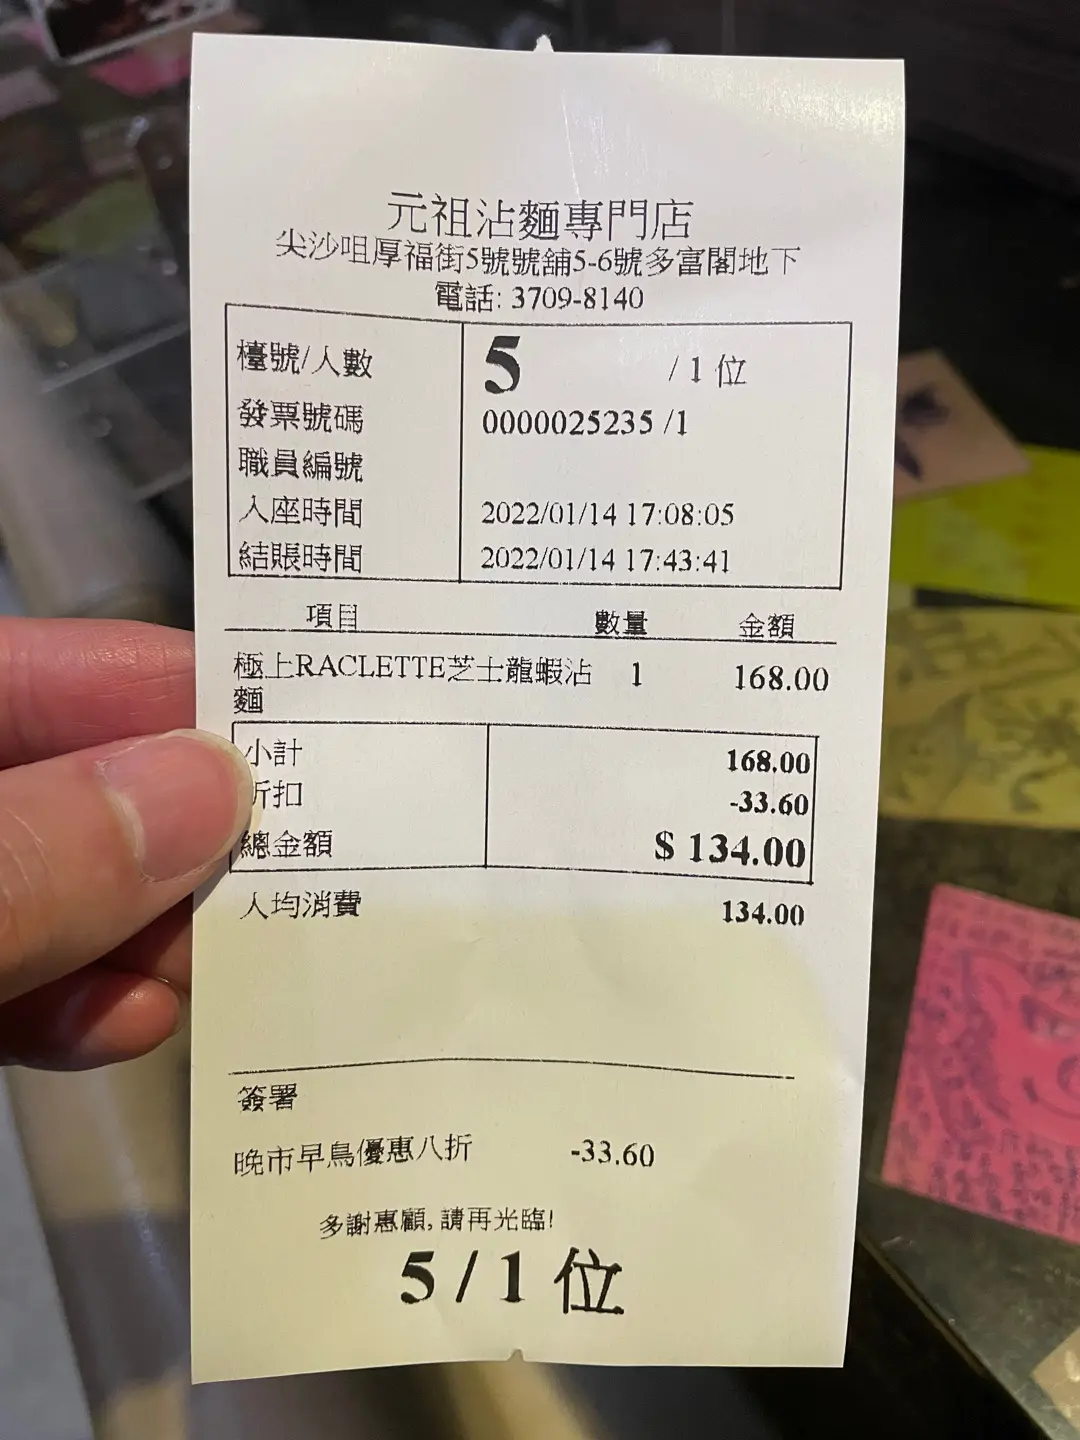 元祖沾麵專門店
尖沙咀厚福街5號號舖5-6號多富閣地下
電話: 3709-8140
檯號/人數 5 / 1 位
發票號碼 0000025235 /1
職員編號
入座時間 2022/01/14 17:08:05
結賬時間 2022/01/14 17:43:41
項目 數量 金額
極上RACLETTE芝士龍蝦沾 1 168.00
麵
小計 168.00
折扣 -33.60
總金額 $ 134.00
人均消費 134.00
簽署
晚市早鳥優惠八折 -33.60
多謝惠顧, 請再光臨!
5 / 1 位